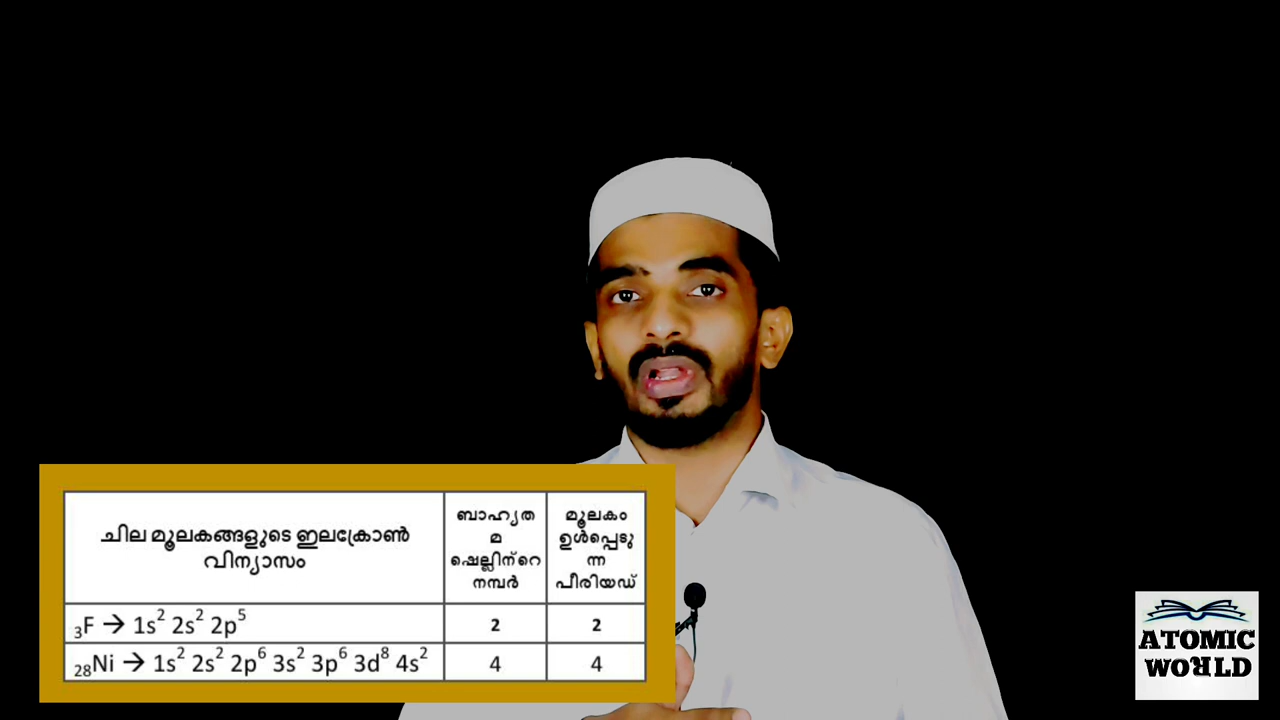 ചില മൂലകങ്ങളുടെ ഇലക്രോൺ
വിന്യാസം
ബാഹ്യത
മ
ഷെല്ലിന്റെ
നമ്പർ
മൂലകം
ഉൾപ്പെടു
ന്ന
പീരിയഡ്
₃F → 1s² 2s² 2p⁵
2
2
₂₈Ni → 1s² 2s² 2p⁶ 3s² 3p⁶ 3d⁸ 4s²
4
4
ATOMIC
WORLD